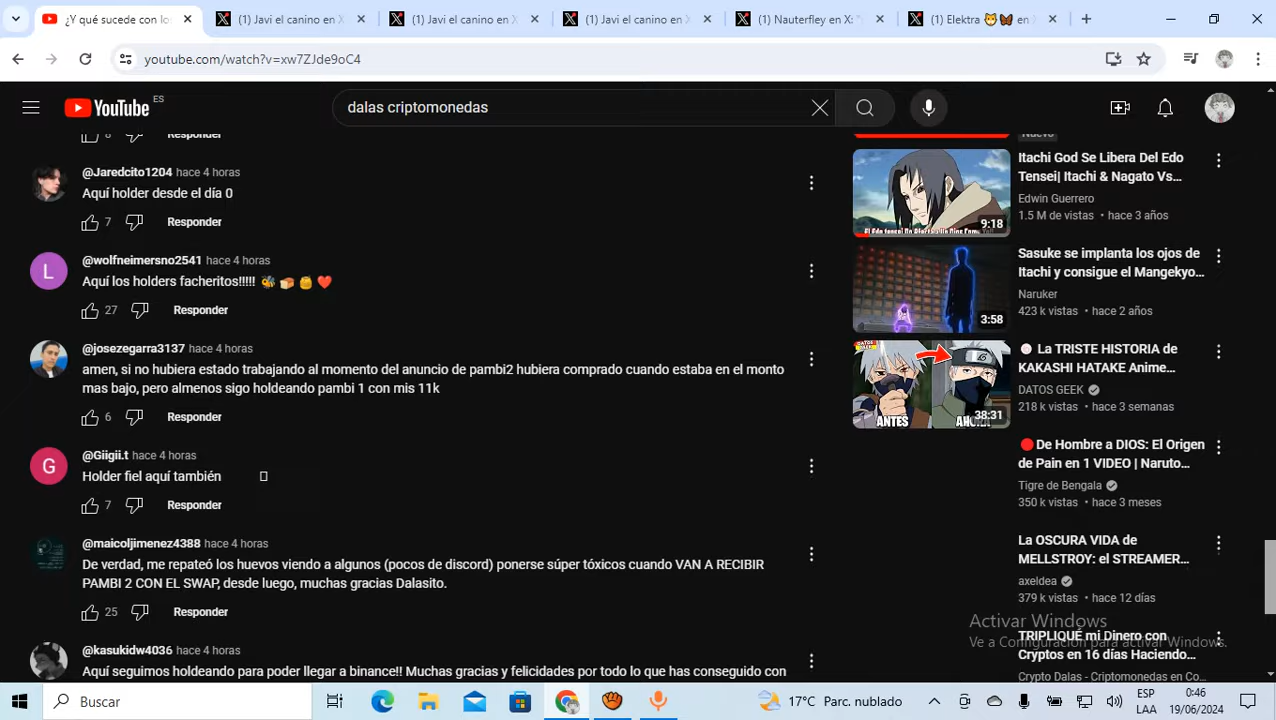 ¿Y qué sucede con los
(1) Javi el canino en X
(1) Javi el canino en X
(1) Javi el canino en X
(1) Nauterfley en X: "
(1) Elektra 🐱🦋 en X
youtube.com/watch?v=xw7ZJde9oC4
YouTube ES
dalas criptomonedas
8 Responder
@Jaredcito1204 hace 4 horas
Aquí holder desde el día 0
7 Responder
L
@wolfneimersno2541 hace 4 horas
Aquí los holders facheritos!!!!! 🐝 🍞 🍯 ❤️
27 Responder
@josezegarra3137 hace 4 horas
amen, si no hubiera estado trabajando al momento del anuncio de pambi2 hubiera comprado cuando estaba en el monto
mas bajo, pero almenos sigo holdeando pambi 1 con mis 11k
6 Responder
G
@Giigii.t hace 4 horas
Holder fiel aquí también
7 Responder
@maicoljimenez4388 hace 4 horas
De verdad, me repateó los huevos viendo a algunos (pocos de discord) ponerse súper tóxicos cuando VAN A RECIBIR
PAMBI 2 CON EL SWAP, desde luego, muchas gracias Dalasito.
25 Responder
@kasukidw4036 hace 4 horas
Aquí seguimos holdeando para poder llegar a binance!! Muchas gracias y felicidades por todo lo que has conseguido con
Nuevo
9:18
Itachi God Se Libera Del Edo
Tensei| Itachi & Nagato Vs...
Edwin Guerrero
1.5 M de vistas • hace 3 años
3:58
Sasuke se implanta los ojos de
Itachi y consigue el Mangekyo...
Naruker
423 k vistas • hace 2 años
DATOS GEEK
ANTES AHORA
38:31
La TRISTE HISTORIA de
KAKASHI HATAKE Anime...
DATOS GEEK
218 k vistas • hace 3 semanas
🔴 De Hombre a DIOS: El Origen
de Pain en 1 VIDEO | Naruto...
Tigre de Bengala
350 k vistas • hace 3 meses
La OSCURA VIDA de
MELLSTROY: el STREAMER...
axeldea
379 k vistas • hace 12 días
TRIPLIQUÉ mi Dinero con
Cryptos en 16 días Haciendo...
Crypto Dalas - Criptomonedas en Co...
Activar Windows
Ve a Configuración para activar Windows.
Buscar
17°C Parc. nublado
ESP
LAA
0:46
19/06/2024